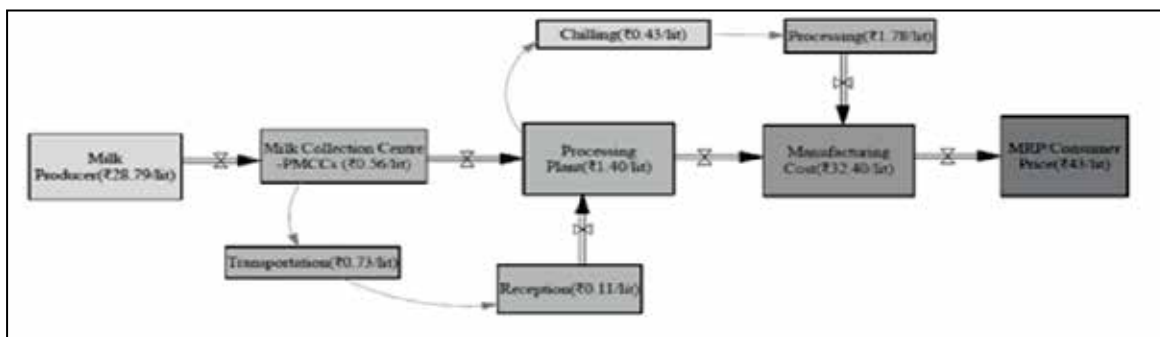 Chilling(₹0.43/lit)
Processing(₹1.78/lit)
Milk
Producer(₹28.79/lit)
Milk Collection Centre
-PMCCs (₹0.56/lit)
Processing
Plant(₹1.40/lit)
Manufacturing
Cost(₹32.40/lit)
MRP Consumer
Price(₹43/lit)
Transportation(₹0.73/lit)
Reception(₹0.11/lit)